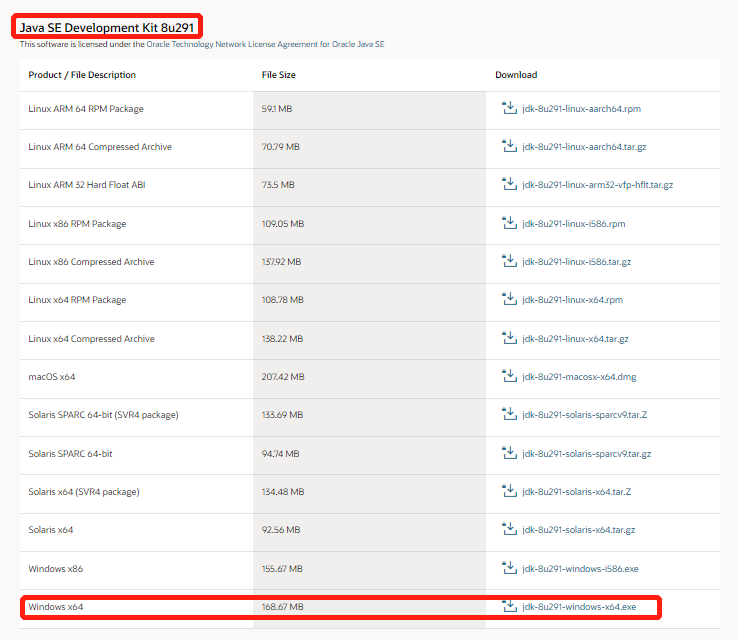 Java SE Development Kit 8u291
This software is licensed under the Oracle Technology Network License Agreement for Oracle Java SE
Product / File Description File Size Download
Linux ARM 64 RPM Package 59.1 MB jdk-8u291-linux-aarch64.rpm
Linux ARM 64 Compressed Archive 70.79 MB jdk-8u291-linux-aarch64.tar.gz
Linux ARM 32 Hard Float ABI 73.5 MB jdk-8u291-linux-arm32-vfp-hflt.tar.gz
Linux x86 RPM Package 109.05 MB jdk-8u291-linux-i586.rpm
Linux x86 Compressed Archive 137.92 MB jdk-8u291-linux-i586.tar.gz
Linux x64 RPM Package 108.78 MB jdk-8u291-linux-x64.rpm
Linux x64 Compressed Archive 138.22 MB jdk-8u291-linux-x64.tar.gz
macOS x64 207.42 MB jdk-8u291-macosx-x64.dmg
Solaris SPARC 64-bit (SVR4 package) 133.69 MB jdk-8u291-solaris-sparcv9.tar.Z
Solaris SPARC 64-bit 94.74 MB jdk-8u291-solaris-sparcv9.tar.gz
Solaris x64 (SVR4 package) 134.48 MB jdk-8u291-solaris-x64.tar.Z
Solaris x64 92.56 MB jdk-8u291-solaris-x64.tar.gz
Windows x86 155.67 MB jdk-8u291-windows-i586.exe
Windows x64 168.67 MB jdk-8u291-windows-x64.exe